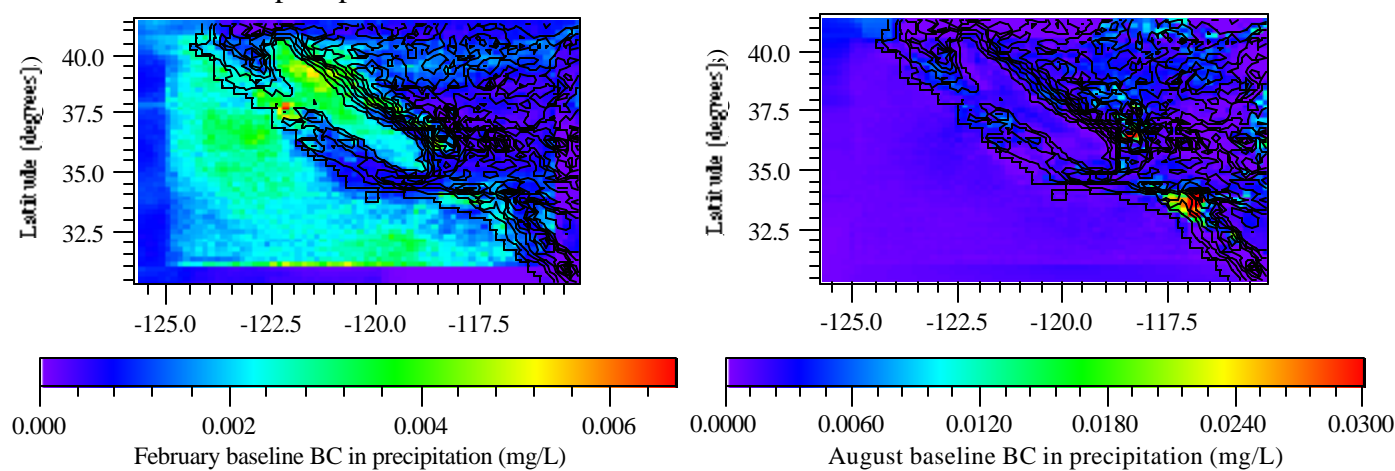 40.0
37.5
35.0
32.5
Latitude [degrees])
-125.0 -122.5 -120.0 -117.5
0.000 0.002 0.004 0.006
February baseline BC in precipitation (mg/L)
40.0
37.5
35.0
32.5
Latitude [degrees]s)
-125.0 -122.5 -120.0 -117.5
0.0000 0.0060 0.0120 0.0180 0.0240 0.0300
August baseline BC in precipitation (mg/L)